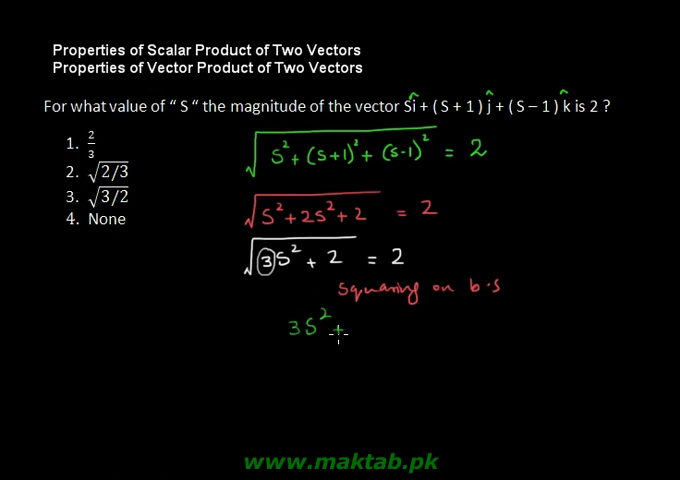 Properties of Scalar Product of Two Vectors
Properties of Vector Product of Two Vectors
For what value of “ S “ the magnitude of the vector Sî + ( S + 1 ) ĵ + ( S – 1 ) k̂ is 2 ?
1. 2/3
2. √(2/3)
3. √(3/2)
4. None
√(S² + (S+1)² + (S-1)²) = 2
√(S² + 2S² + 2) = 2
√(3S² + 2) = 2
Squaring on b.s
3S² +
www.maktab.pk